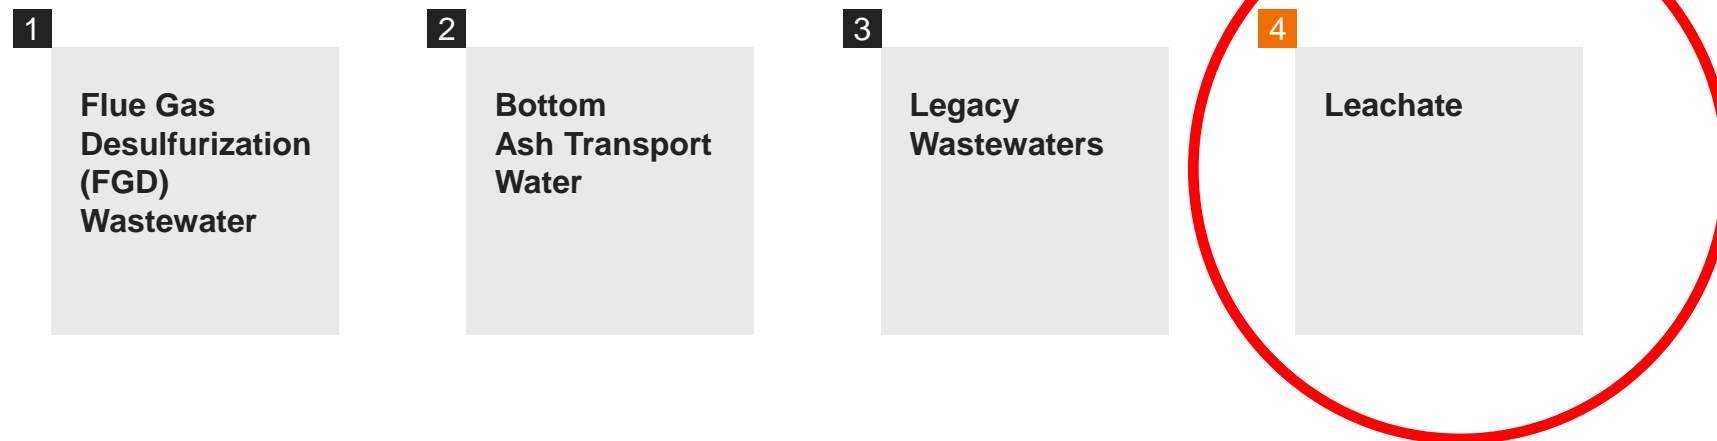 1
Flue Gas
Desulfurization
(FGD)
Wastewater
2
Bottom
Ash Transport
Water
3
Legacy
Wastewaters
4
Leachate